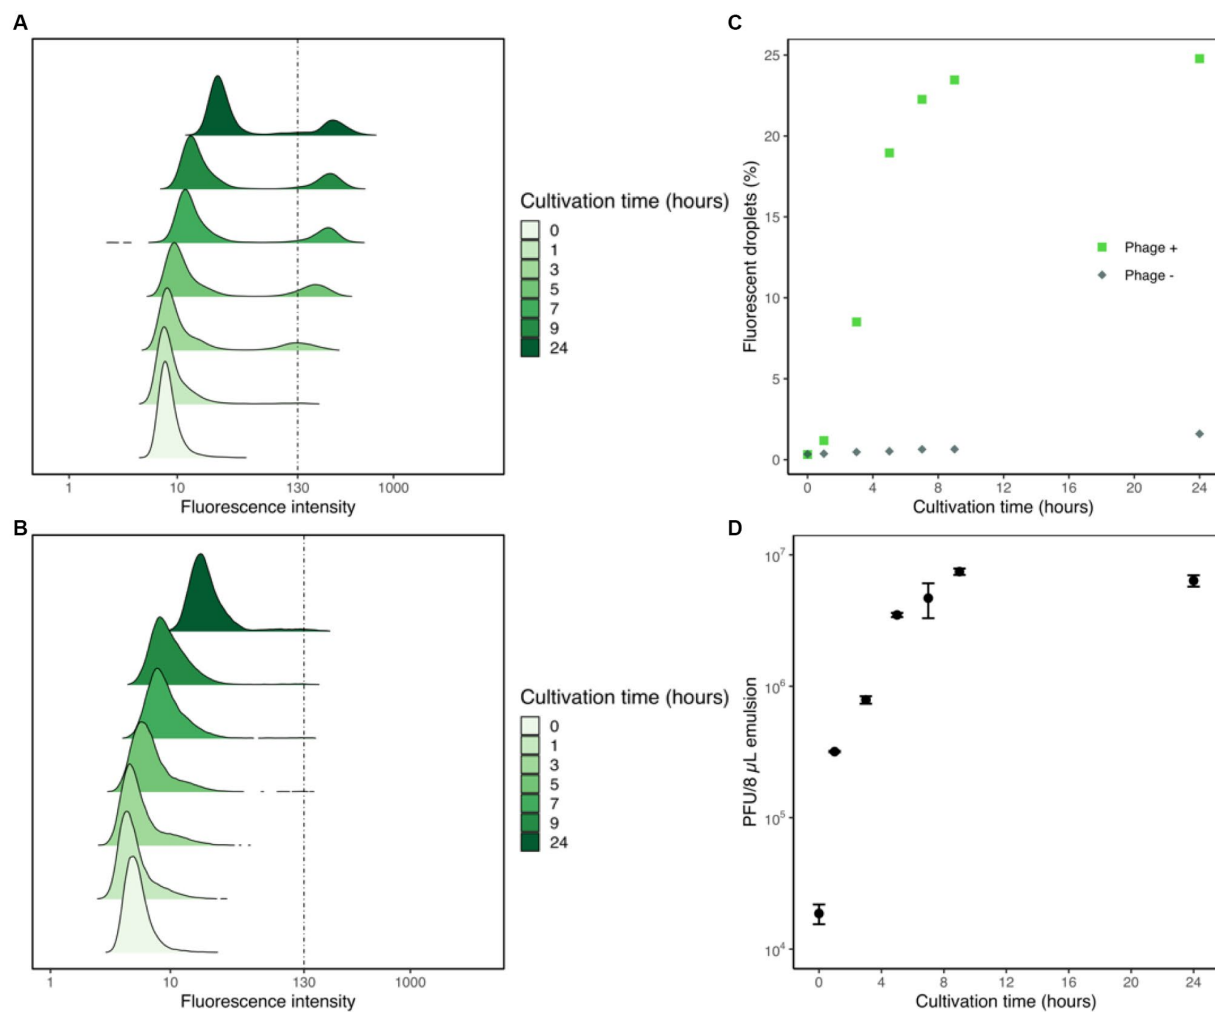 A
Cultivation time (hours)
0
1
3
5
7
9
24
1 10 130 1000
Fluorescence intensity
B
Cultivation time (hours)
0
1
3
5
7
9
24
1 10 130 1000
Fluorescence intensity
C
Fluorescent droplets (%)
25
20
15
10
5
0
Phage +
Phage -
0 4 8 12 16 20 24
Cultivation time (hours)
D
PFU/8 μL emulsion
10⁷
10⁶
10⁵
10⁴
0 4 8 12 16 20 24
Cultivation time (hours)